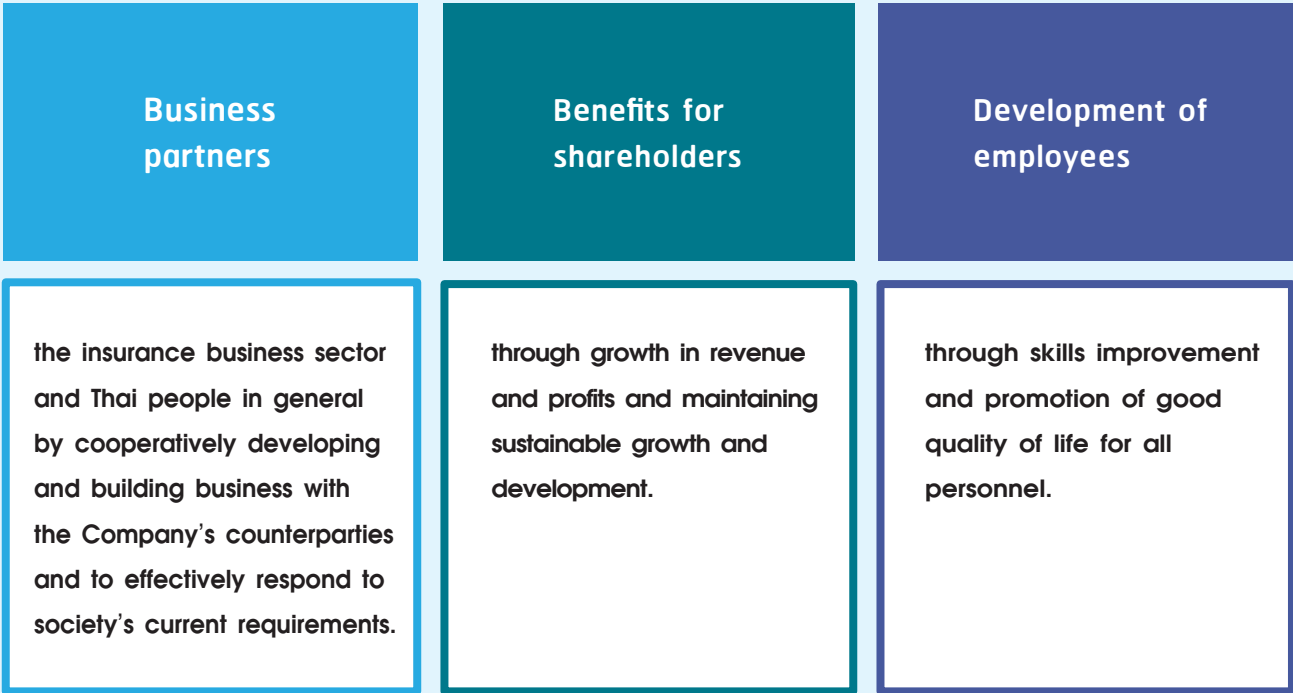 Business
partners
the insurance business sector
and Thai people in general
by cooperatively developing
and building business with
the Company's counterparties
and to effectively respond to
society's current requirements.
Benefits for
shareholders
through growth in revenue
and profits and maintaining
sustainable growth and
development.
Development of
employees
through skills improvement
and promotion of good
quality of life for all
personnel.